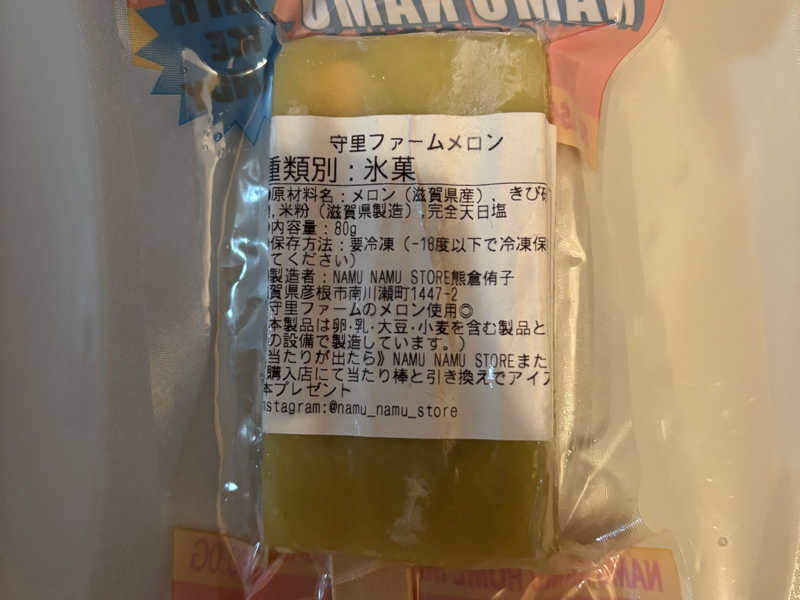 NAMU NAMU
ICE
守里ファームメロン
種類別：氷菓
原材料名：メロン（滋賀県産）、きび砂
,米粉（滋賀県製造）,完全天日塩
内容量：80g
保存方法：要冷凍（-18度以下で冷凍保
てください）
製造者：NAMU NAMU STORE熊倉侑子
賀県彦根市南川瀬町1447-2
守里ファームのメロン使用◎
本製品は卵･乳･大豆･小麦を含む製品と
の設備で製造しています。）
当たりが出たら》NAMU NAMU STOREまた
購入店にて当たり棒と引き換えでアイス
本プレゼント
nstagram:@namu_namu_store